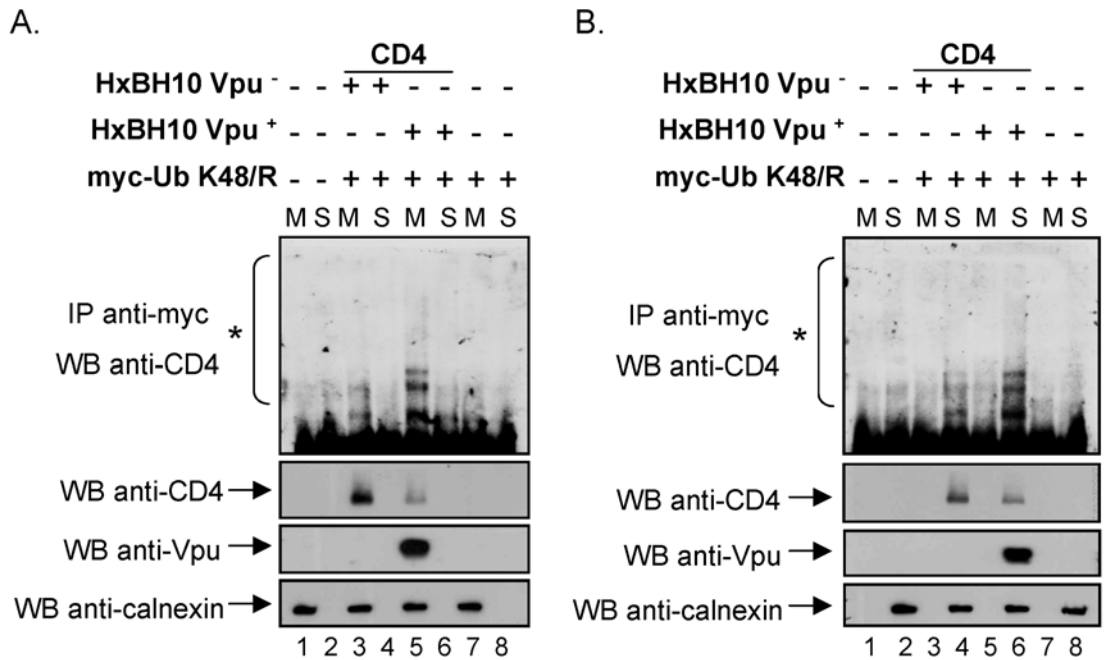 A.
CD4
HxBH10 Vpu - - - + + - - - -
HxBH10 Vpu + - - - - + + - -
myc-Ub K48/R - - + + + + + +
M S M S M S M S
IP anti-myc
*
WB anti-CD4
WB anti-CD4
WB anti-Vpu
WB anti-calnexin
1 2 3 4 5 6 7 8
B.
CD4
HxBH10 Vpu - - - + + - - - -
HxBH10 Vpu + - - - - + + - -
myc-Ub K48/R - - + + + + + +
M S M S M S M S
IP anti-myc
*
WB anti-CD4
WB anti-CD4
WB anti-Vpu
WB anti-calnexin
1 2 3 4 5 6 7 8